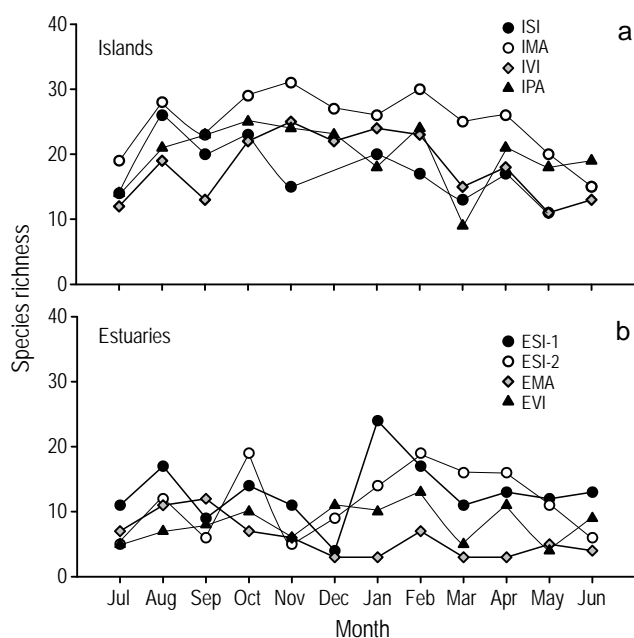 40
30
20
10
0
Islands
ISI
IMA
IVI
IPA
a
Species richness
40
30
20
10
0
Estuaries
ESI-1
ESI-2
EMA
EVI
b
Jul Aug Sep Oct Nov Dec Jan Feb Mar Apr May Jun
Month